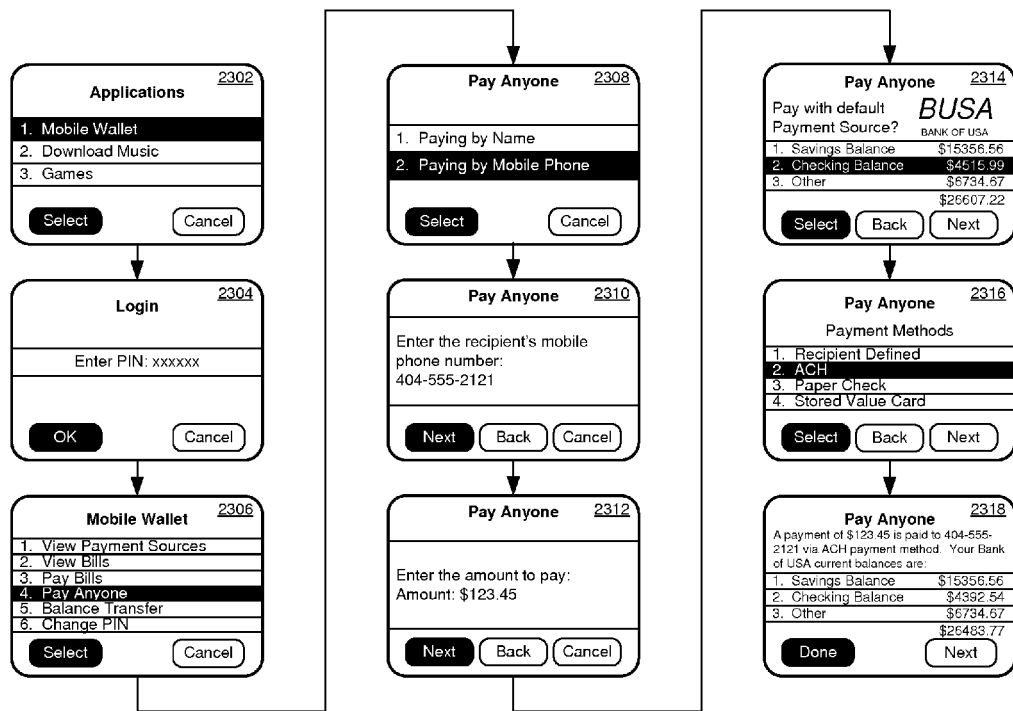 2302
Applications
1. Mobile Wallet
2. Download Music
3. Games
Select Cancel
2304
Login
Enter PIN: xxxxxx
OK Cancel
2306
Mobile Wallet
1. View Payment Sources
2. View Bills
3. Pay Bills
4. Pay Anyone
5. Balance Transfer
6. Change PIN
Select Cancel
2308
Pay Anyone
1. Paying by Name
2. Paying by Mobile Phone
Select Cancel
2310
Pay Anyone
Enter the recipient's mobile
phone number:
404-555-2121
Next Back Cancel
2312
Pay Anyone
Enter the amount to pay:
Amount: $123.45
Next Back Cancel
2314
Pay Anyone
Pay with default BUSA
Payment Source? BANK OF USA
1. Savings Balance $15356.56
2. Checking Balance $4515.99
3. Other $6734.67
$26607.22
Select Back Next
2316
Pay Anyone
Payment Methods
1. Recipient Defined
2. ACH
3. Paper Check
4. Stored Value Card
Select Back Next
2318
Pay Anyone
A payment of $123.45 is paid to 404-555-
2121 via ACH payment method. Your Bank
of USA current balances are:
1. Savings Balance $15356.56
2. Checking Balance $4392.54
3. Other $6734.67
$26483.77
Done Next